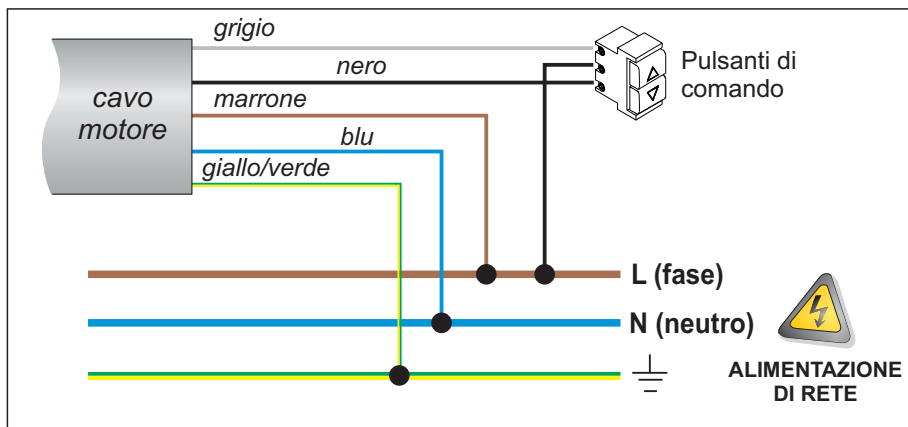 grigio
nero
marrone
blu
giallo/verde
cavo
motore
Pulsanti di
comando
L (fase)
N (neutro)
ALIMENTAZIONE
DI RETE